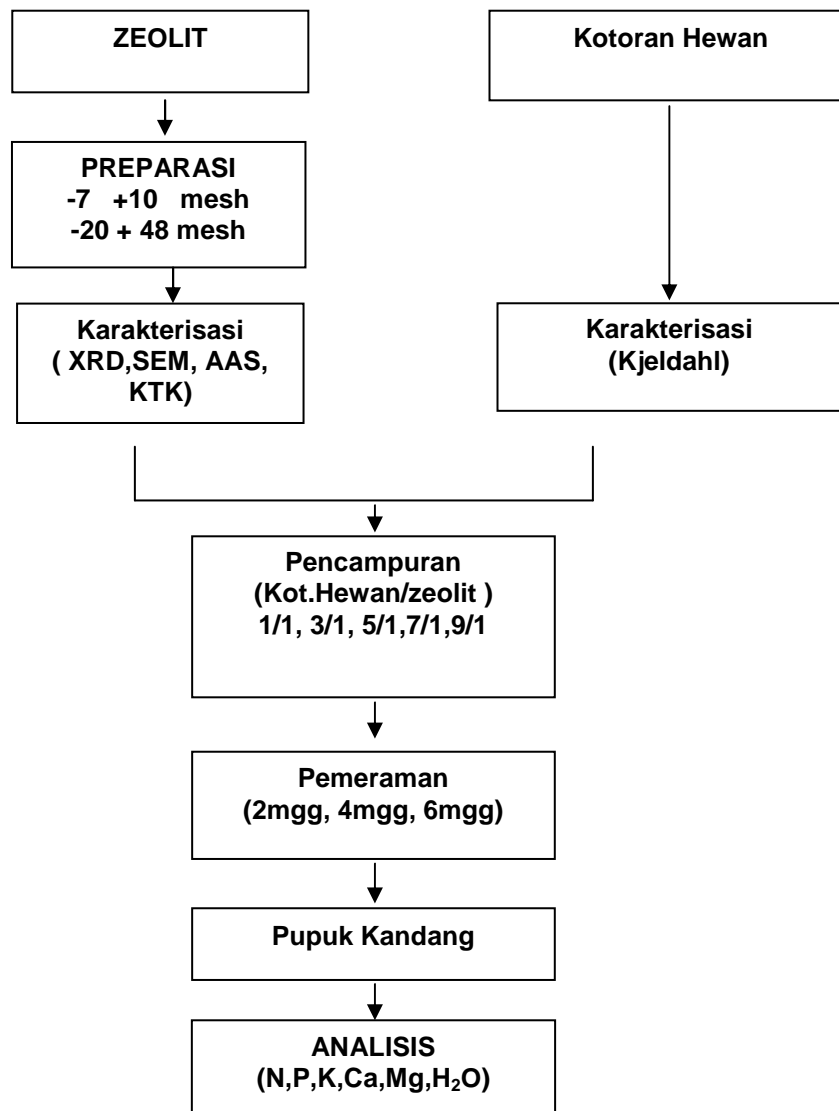 ZEOLIT
Kotoran Hewan
PREPARASI
-7 +10 mesh
-20 + 48 mesh
Karakterisasi
( XRD,SEM, AAS,
KTK)
Karakterisasi
(Kjeldahl)
Pencampuran
(Kot.Hewan/zeolit )
1/1, 3/1, 5/1,7/1,9/1
Pemeraman
(2mgg, 4mgg, 6mgg)
Pupuk Kandang
ANALISIS
(N,P,K,Ca,Mg,H₂O)